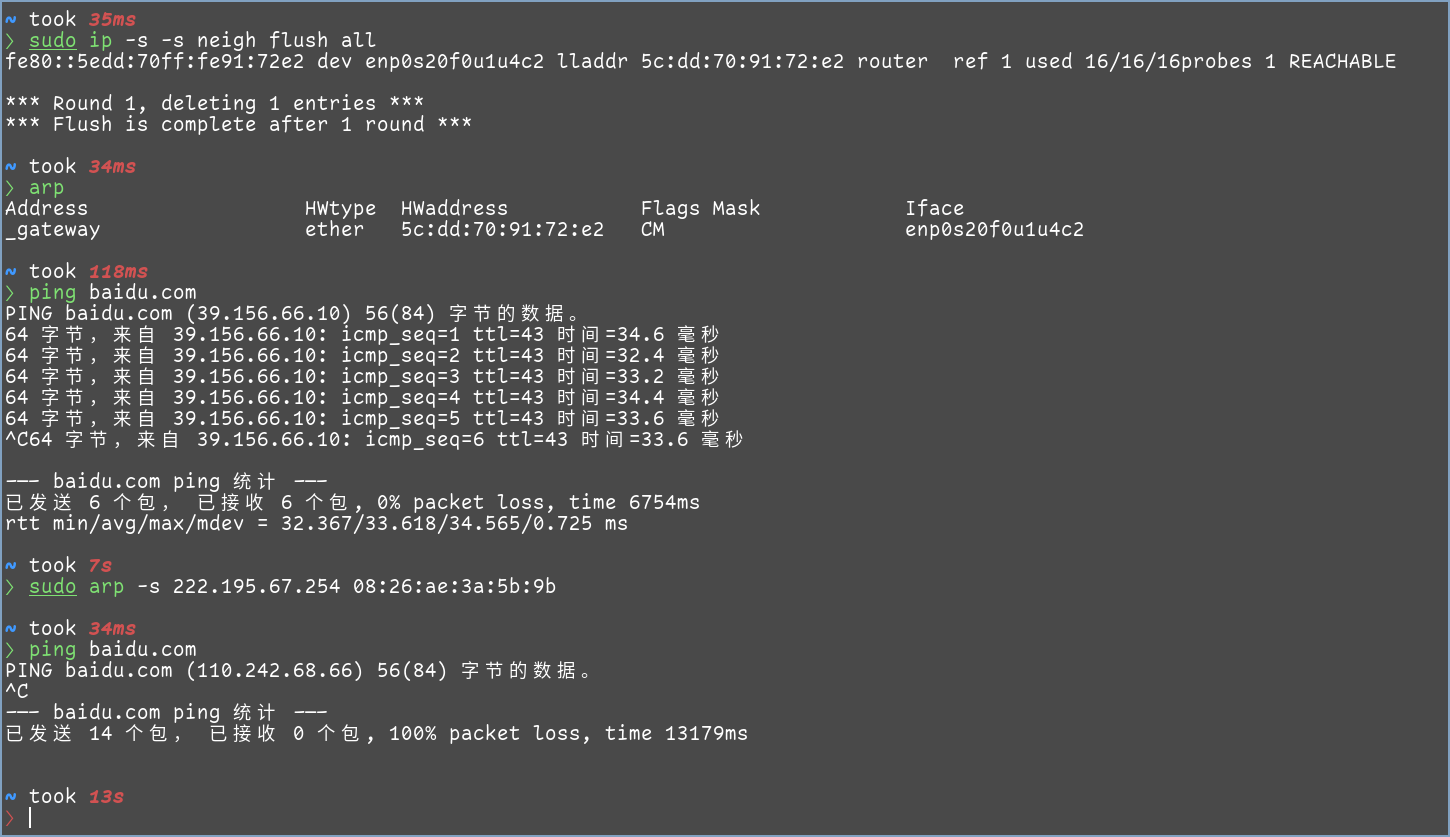 ~ took 35ms
❯ sudo ip -s -s neigh flush all
fe80::5edd:70ff:fe91:72e2 dev enp0s20f0u1u4c2 lladdr 5c:dd:70:91:72:e2 router  ref 1 used 16/16/16probes 1 REACHABLE
*** Round 1, deleting 1 entries ***
*** Flush is complete after 1 round ***
~ took 34ms
❯ arp
Address                  HWtype  HWaddress           Flags Mask            Iface
_gateway                 ether   5c:dd:70:91:72:e2   CM                    enp0s20f0u1u4c2
~ took 118ms
❯ ping baidu.com
PING baidu.com (39.156.66.10) 56(84) 字节的数据。
64 字节，来自 39.156.66.10: icmp_seq=1 ttl=43 时间=34.6 毫秒
64 字节，来自 39.156.66.10: icmp_seq=2 ttl=43 时间=32.4 毫秒
64 字节，来自 39.156.66.10: icmp_seq=3 ttl=43 时间=33.2 毫秒
64 字节，来自 39.156.66.10: icmp_seq=4 ttl=43 时间=34.4 毫秒
64 字节，来自 39.156.66.10: icmp_seq=5 ttl=43 时间=33.6 毫秒
^C64 字节，来自 39.156.66.10: icmp_seq=6 ttl=43 时间=33.6 毫秒
--- baidu.com ping 统计 ---
已发送 6 个包， 已接收 6 个包, 0% packet loss, time 6754ms
rtt min/avg/max/mdev = 32.367/33.618/34.565/0.725 ms
~ took 7s
❯ sudo arp -s 222.195.67.254 08:26:ae:3a:5b:9b
~ took 34ms
❯ ping baidu.com
PING baidu.com (110.242.68.66) 56(84) 字节的数据。
^C
--- baidu.com ping 统计 ---
已发送 14 个包， 已接收 0 个包, 100% packet loss, time 13179ms
~ took 13s
❯